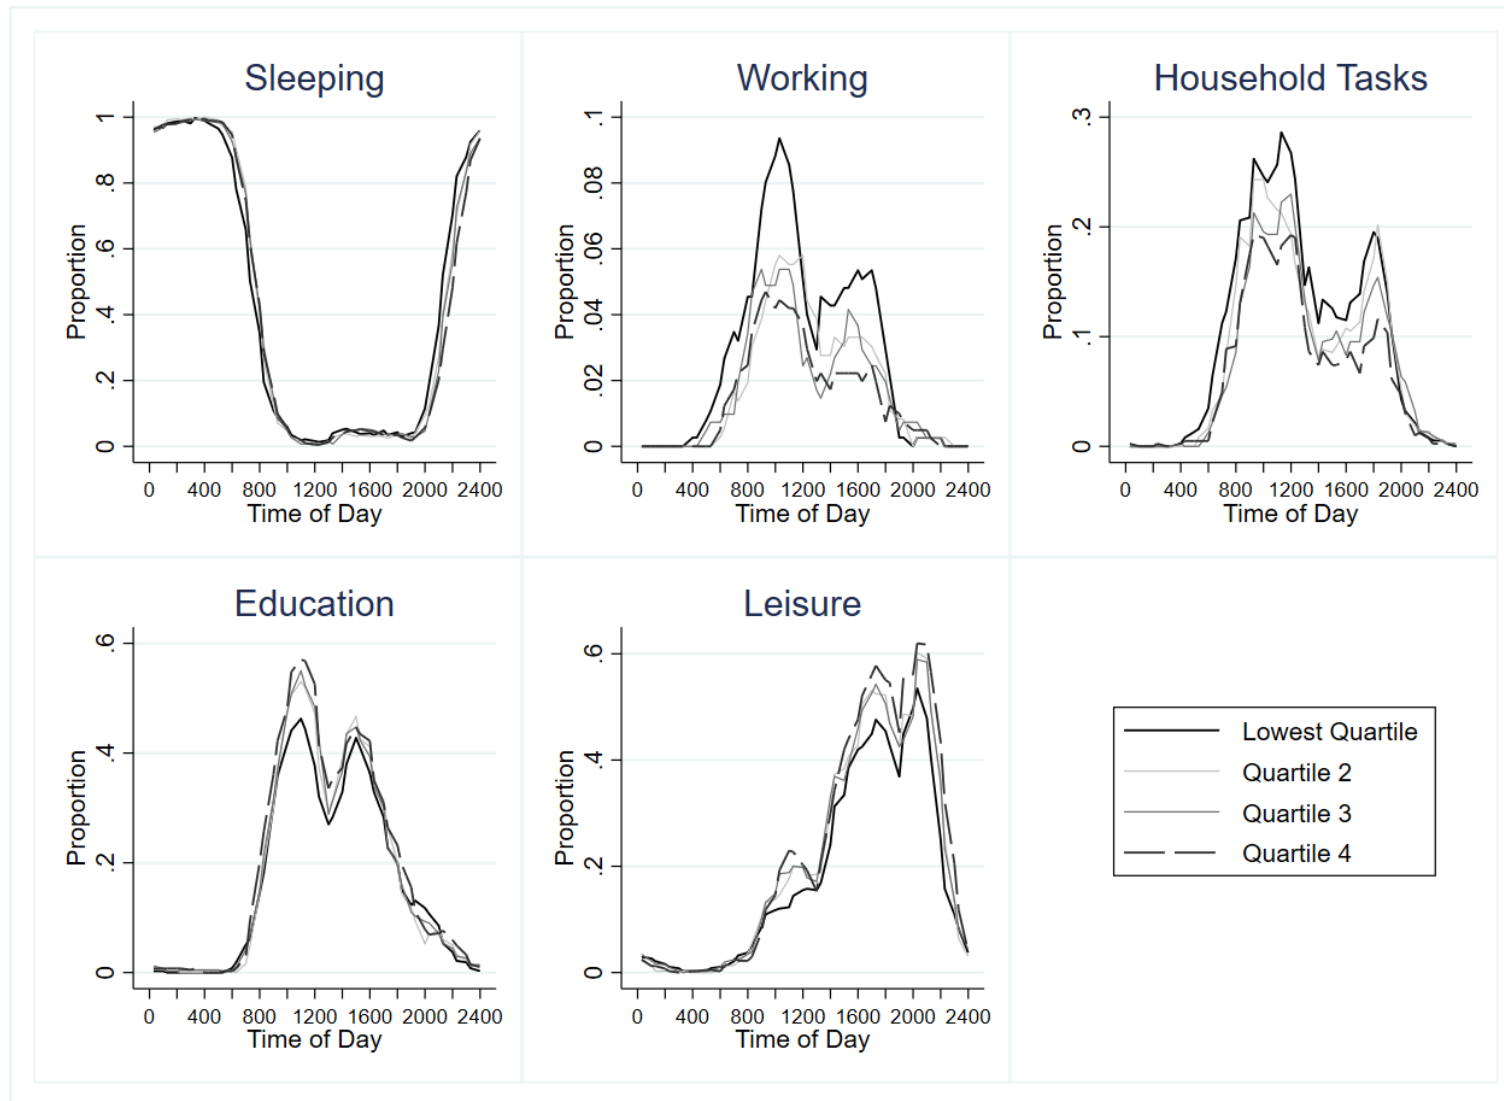 Sleeping
Proportion
0 .2 .4 .6 .8 1
0 400 800 1200 1600 2000 2400
Time of Day
Working
Proportion
0 .02 .04 .06 .08 .1
0 400 800 1200 1600 2000 2400
Time of Day
Household Tasks
Proportion
0 .1 .2 .3
0 400 800 1200 1600 2000 2400
Time of Day
Education
Proportion
0 .2 .4 .6
0 400 800 1200 1600 2000 2400
Time of Day
Leisure
Proportion
0 .2 .4 .6
0 400 800 1200 1600 2000 2400
Time of Day
Lowest Quartile
Quartile 2
Quartile 3
Quartile 4